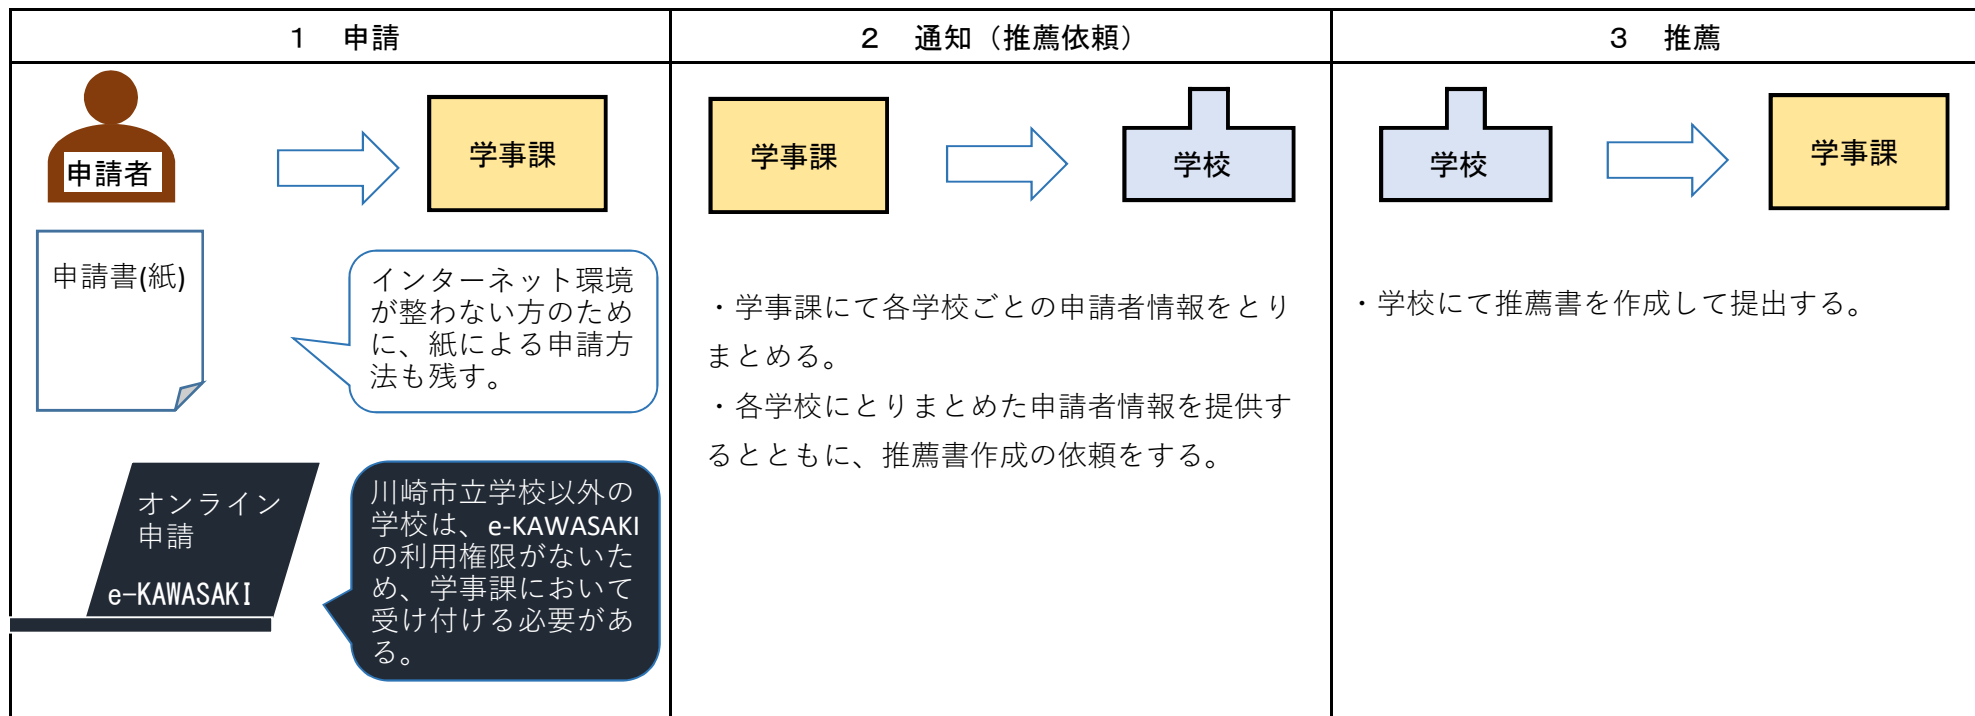 １　申請
２　通知（推薦依頼）
３　推薦
申請者
学事課
申請書(紙)
インターネット環境
が整わない方のため
に、紙による申請方
法も残す。
オンライン
申請
e-KAWASAKI
川崎市立学校以外の
学校は、e-KAWASAKI
の利用権限がないた
め、学事課において
受け付ける必要があ
る。
学事課
学校
・学事課にて各学校ごとの申請者情報をとり
まとめる。
・各学校にとりまとめた申請者情報を提供す
るとともに、推薦書作成の依頼をする。
学校
学事課
・学校にて推薦書を作成して提出する。